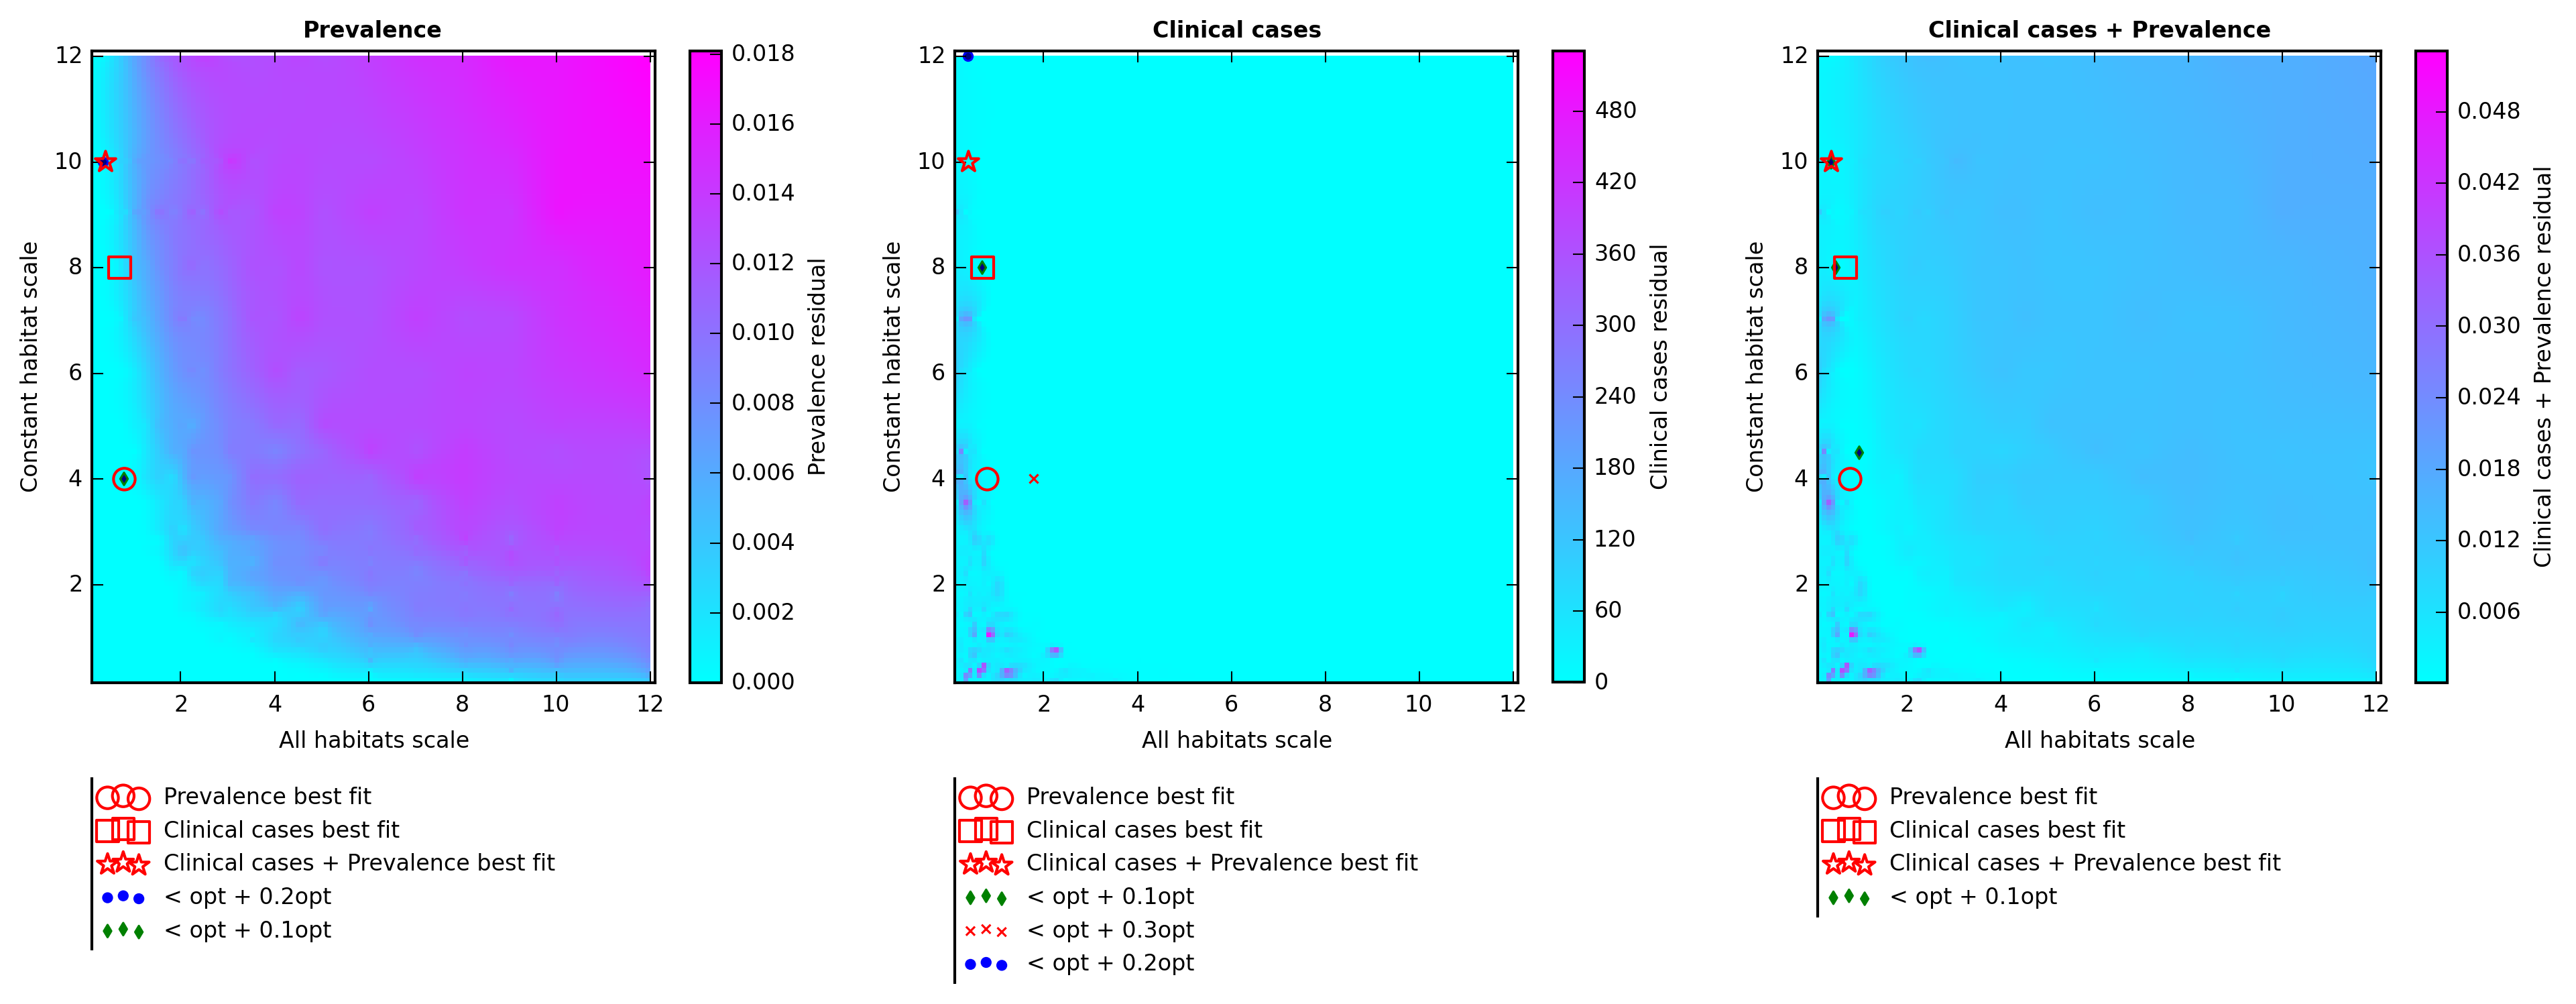 Prevalence
12
10
8
6
4
2
2
4
6
8
10
12
Constant habitat scale
All habitats scale
0.018
0.016
0.014
0.012
0.010
0.008
0.006
0.004
0.002
0.000
Prevalence residual
Prevalence best fit
Clinical cases best fit
Clinical cases + Prevalence best fit
< opt + 0.2opt
< opt + 0.1opt
Clinical cases
12
10
8
6
4
2
2
4
6
8
10
12
Constant habitat scale
All habitats scale
480
420
360
300
240
180
120
60
0
Clinical cases residual
Prevalence best fit
Clinical cases best fit
Clinical cases + Prevalence best fit
< opt + 0.1opt
< opt + 0.3opt
< opt + 0.2opt
Clinical cases + Prevalence
12
10
8
6
4
2
2
4
6
8
10
12
Constant habitat scale
All habitats scale
0.048
0.042
0.036
0.030
0.024
0.018
0.012
0.006
Clinical cases + Prevalence residual
Prevalence best fit
Clinical cases best fit
Clinical cases + Prevalence best fit
< opt + 0.1opt